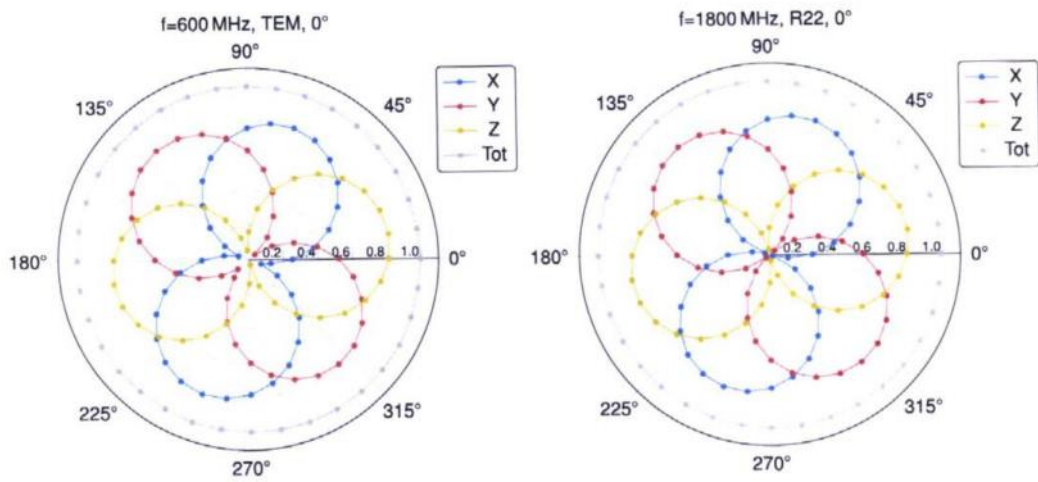 f=600 MHz, TEM, 0°
90°
135°
45°
X
Y
Z
Tot
180°
0.2 0.4 0.6 0.8 1.0
0°
225°
315°
270°
f=1800 MHz, R22, 0°
90°
135°
45°
X
Y
Z
Tot
180°
0.2 0.4 0.6 0.8 1.0
0°
225°
315°
270°